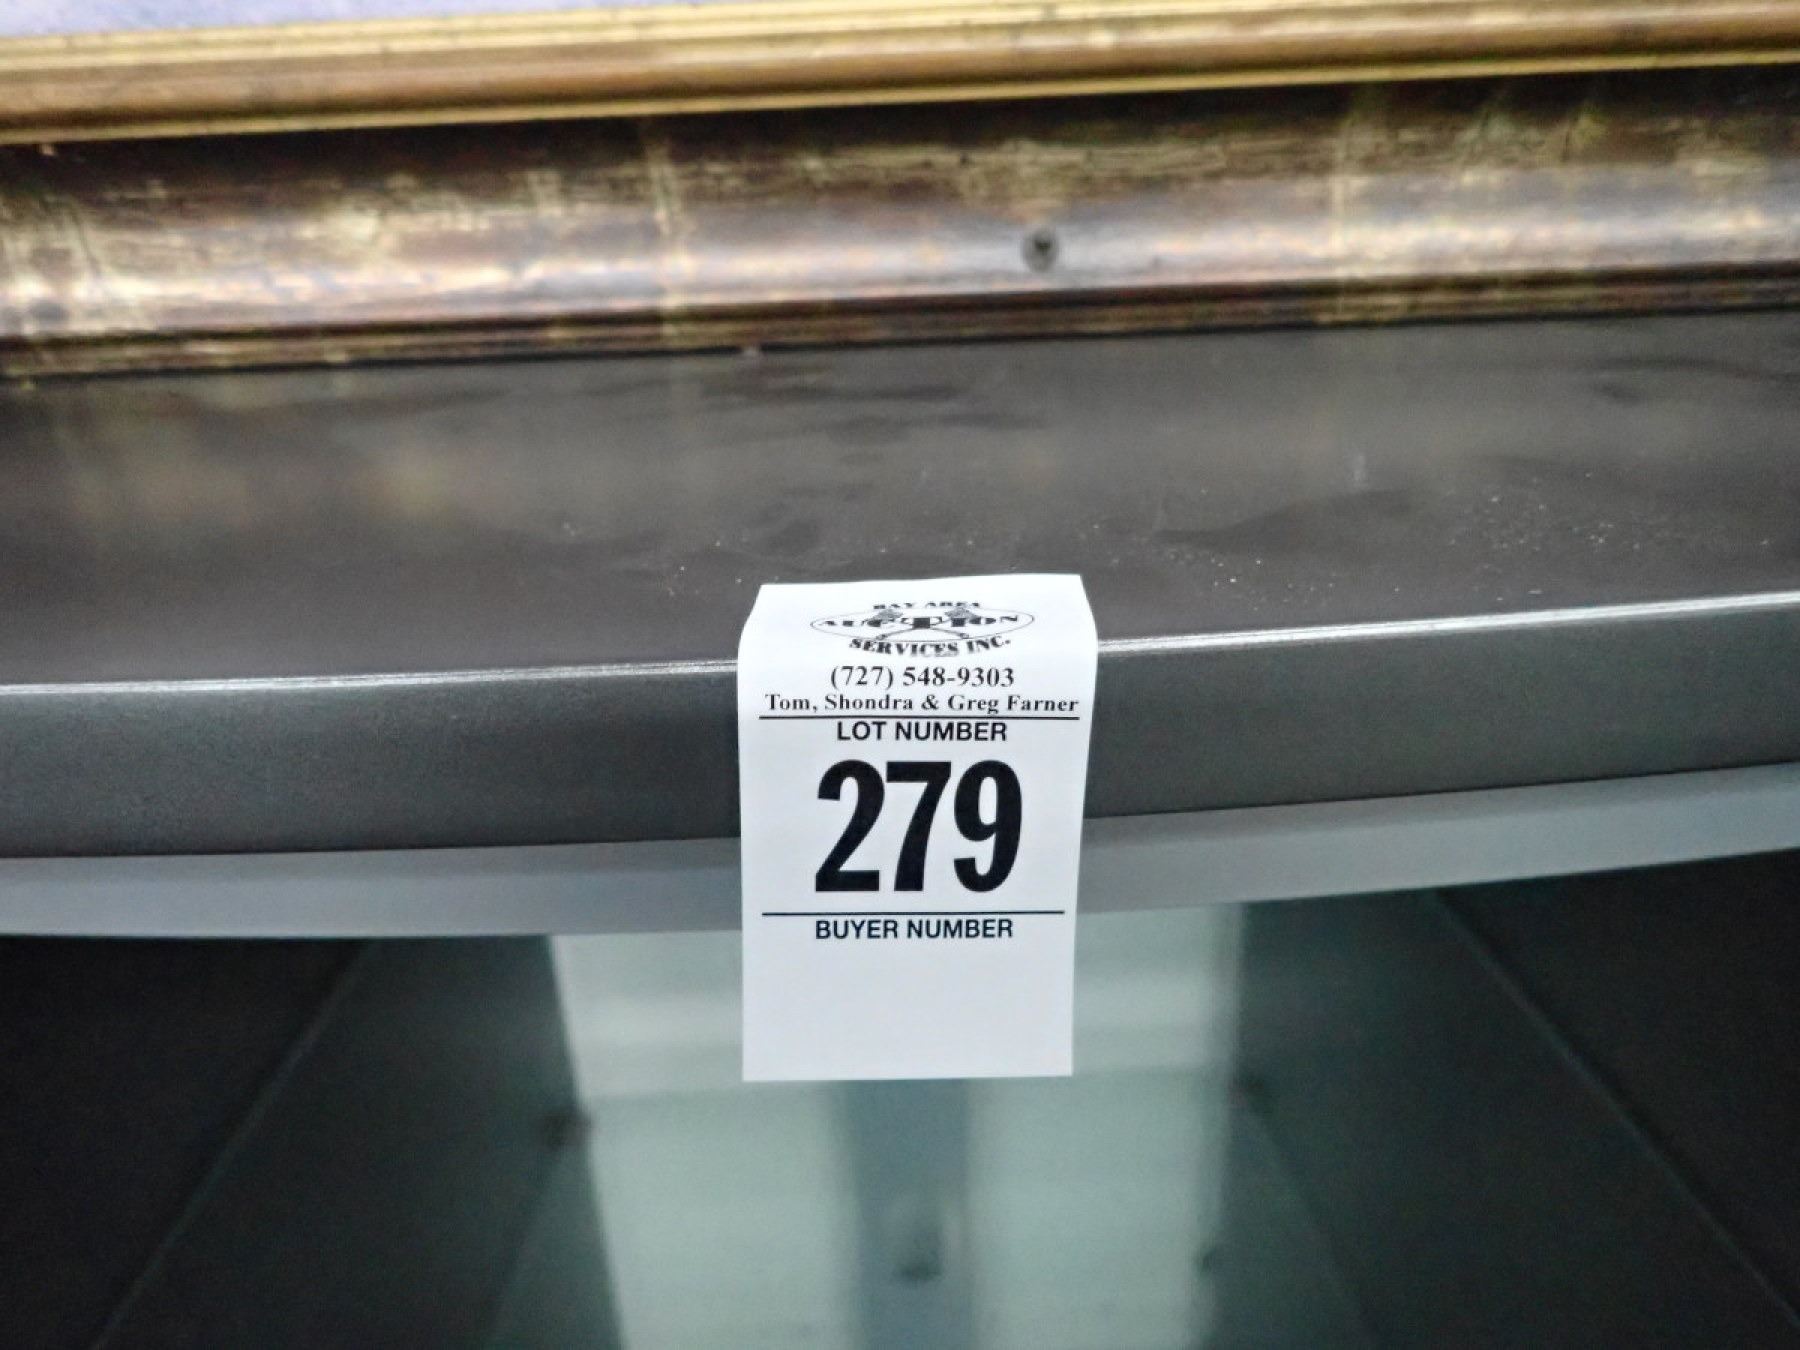 BAY AREA
AUCTION
SERVICES INC.
(727) 548-9303
Tom, Shondra & Greg Farner
LOT NUMBER
279
BUYER NUMBER